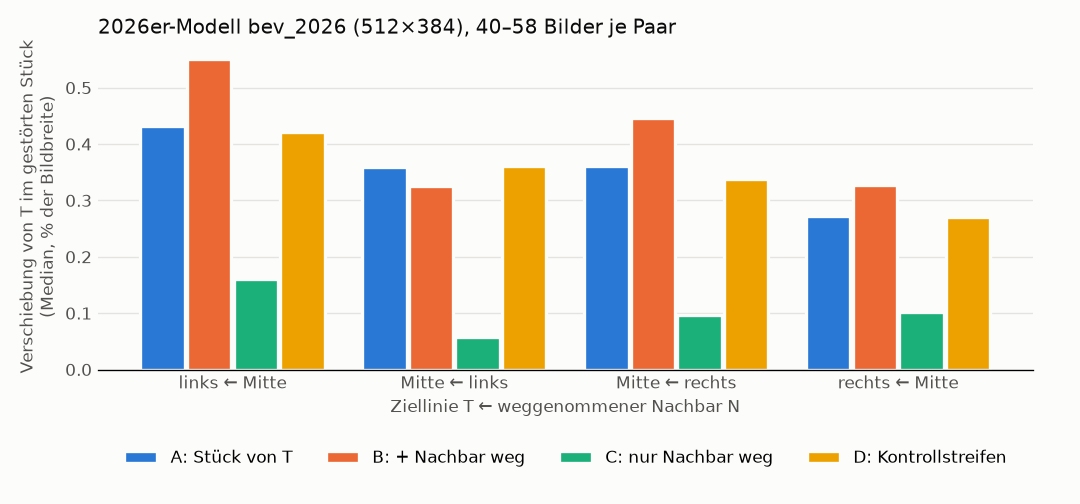 2026er-Modell bev_2026 (512×384), 40–58 Bilder je Paar
Verschiebung von T im gestörten Stück
(Median, % der Bildbreite)
0.5
0.4
0.3
0.2
0.1
0.0
links ← Mitte
Mitte ← links
Mitte ← rechts
rechts ← Mitte
Ziellinie T ← weggenommener Nachbar N
A: Stück von T
B: + Nachbar weg
C: nur Nachbar weg
D: Kontrollstreifen